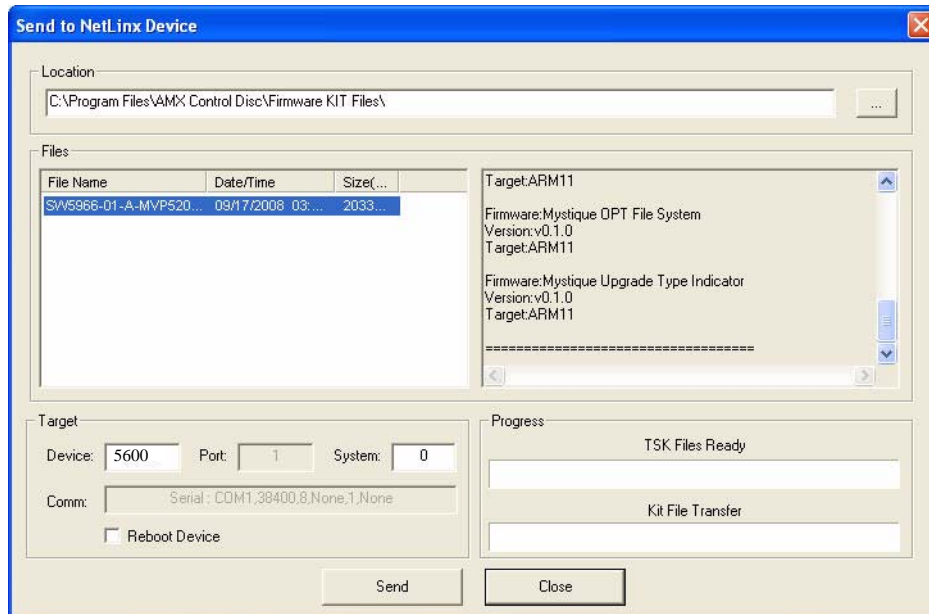 Send to NetLinx Device
Location
C:\Program Files\AMX Control Disc\Firmware KIT Files\
...
Files
File Name Date/Time Size(...
SW5966-01-A-MVP520... 09/17/2008 03:... 2033...
Target:ARM11
Firmware:Mystique OPT File System
Version:v0.1.0
Target:ARM11
Firmware:Mystique Upgrade Type Indicator
Version:v0.1.0
Target:ARM11
===================================
Target
Device: 5600 Port: 1 System: 0
Comm: Serial : COM1,38400,8,None,1,None
Reboot Device
Progress
TSK Files Ready
Kit File Transfer
Send Close